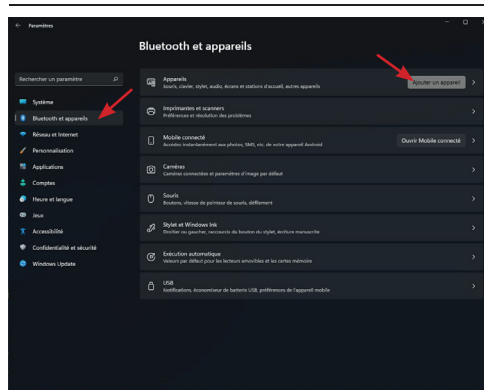 Paramètres
Bluetooth et appareils
Rechercher un paramètre
Système
Bluetooth et appareils
Réseau et Internet
Personnalisation
Applications
Comptes
Heure et langue
Jeux
Accessibilité
Confidentialité et sécurité
Windows Update
Appareils
Souris, clavier, stylet, audio, écrans et stations d'accueil, autres appareils
Ajouter un appareil
Imprimantes et scanners
Préférences et résolution des problèmes
Mobile connecté
Accédez instantanément aux photos, SMS, etc. de votre appareil Android
Ouvrir Mobile connecté
Caméras
Caméras connectées et paramètres d'image par défaut
Souris
Boutons, vitesse de pointeur de souris, défilement
Stylet et Windows Ink
Droitier ou gaucher, raccourcis du bouton du stylet, écriture manuscrite
Exécution automatique
Valeurs par défaut pour les lecteurs amovibles et les cartes mémoire
USB
Notifications, économiseur de batterie USB, préférences de l'appareil mobile